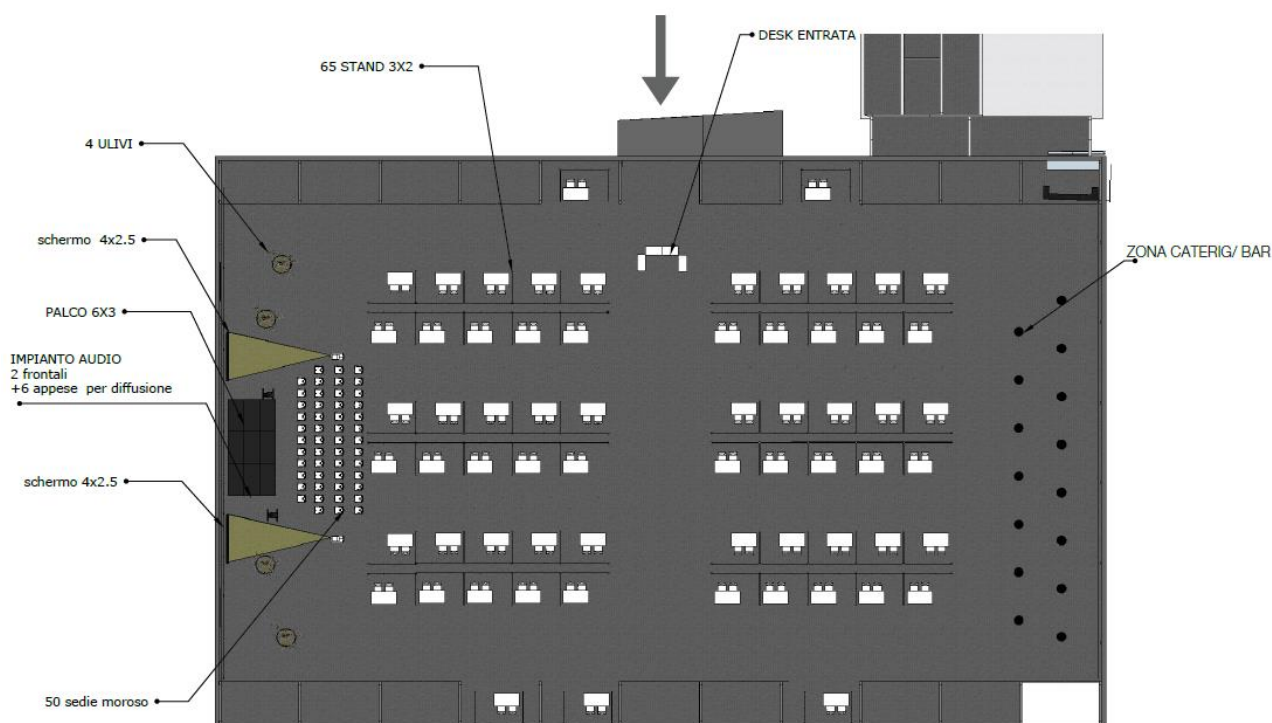 DESK ENTRATA
65 STAND 3X2
4 ULIVI
schermo 4x2.5
ZONA CATERIG/ BAR
PALCO 6X3
IMPIANTO AUDIO
2 frontali
+6 appese per diffusione
schermo 4x2.5
50 sedie moroso